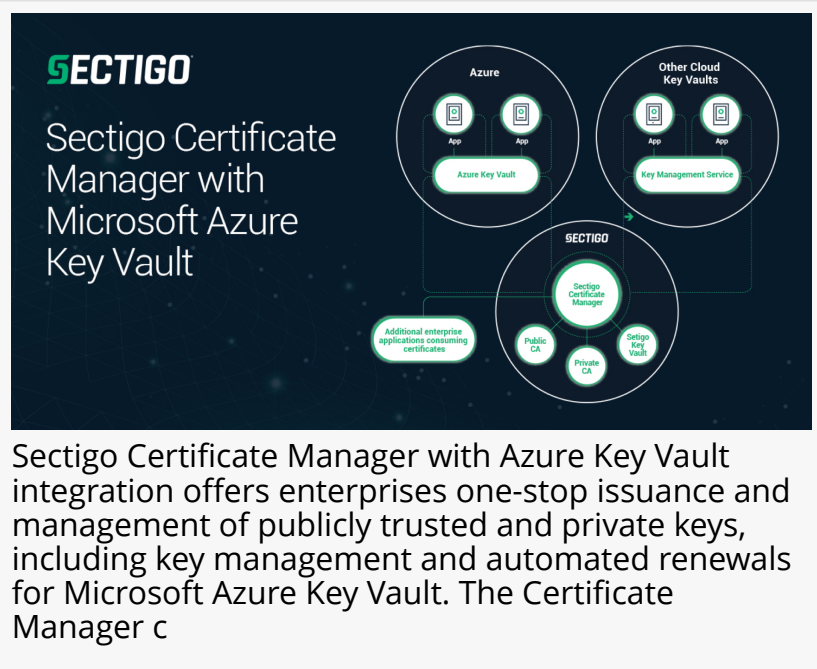 SECTIGO
Sectigo Certificate
Manager with
Microsoft Azure
Key Vault
Azure
App
App
Azure Key Vault
Other Cloud
Key Vaults
App
App
Key Management Service
SECTIGO
Sectigo
Certificate
Manager
Additional enterprise
applications consuming
certificates
Public
CA
Private
CA
Setigo
Key
Vault
Sectigo Certificate Manager with Azure Key Vault
integration offers enterprises one-stop issuance and
management of publicly trusted and private keys,
including key management and automated renewals
for Microsoft Azure Key Vault. The Certificate
Manager c